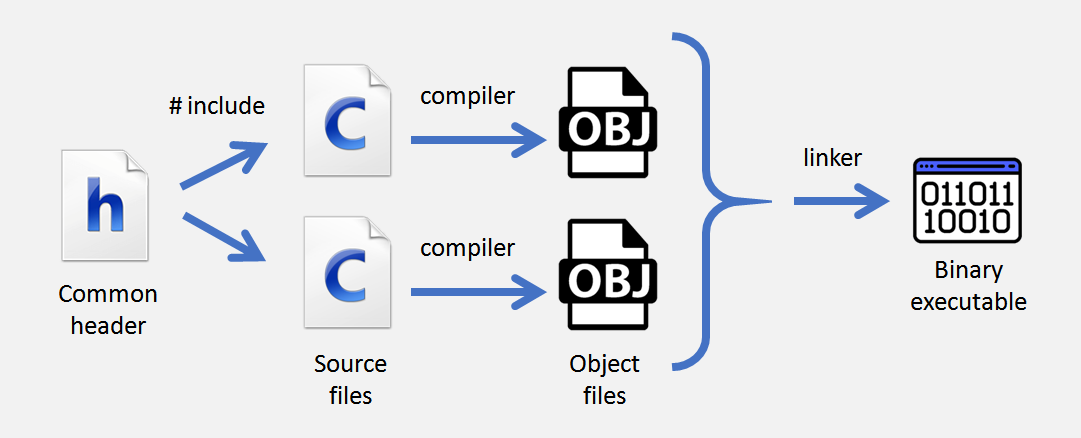 # include
compiler
C
OBJ
linker
h
011011
10010
compiler
C
OBJ
Common
header
Binary
executable
Source
files
Object
files